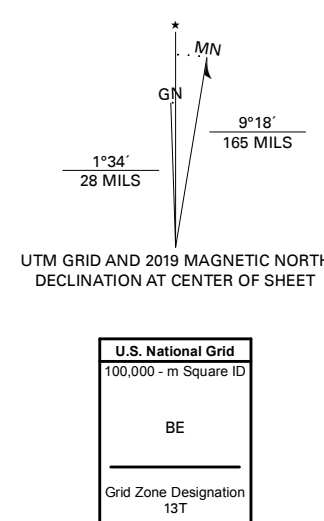 ★
MN
GN
9°18´
165 MILS
1°34´
28 MILS
UTM GRID AND 2019 MAGNETIC NORTH
DECLINATION AT CENTER OF SHEET
U.S. National Grid
100,000 - m Square ID
BE
Grid Zone Designation
13T